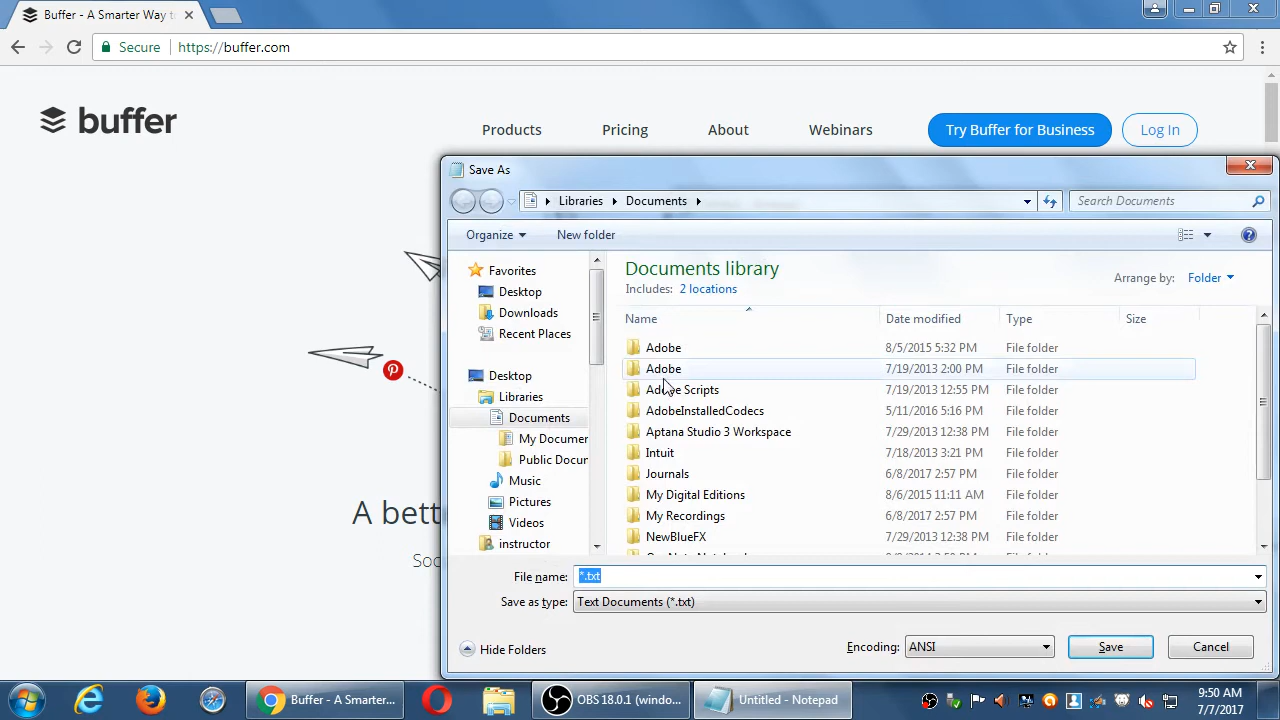 Buffer - A Smarter Way t
Secure https://buffer.com
buffer
Products Pricing About Webinars Try Buffer for Business Log In
Save As
Libraries Documents
Search Documents
Organize New folder
Favorites
Desktop
Downloads
Recent Places
Desktop
Libraries
Documents
My Documer
Public Docur
Music
Pictures
Videos
instructor
Documents library
Includes: 2 locations
Arrange by: Folder
Name Date modified Type Size
Adobe 8/5/2015 5:32 PM File folder
Adobe 7/19/2013 2:00 PM File folder
Adobe Scripts 7/19/2013 12:55 PM File folder
AdobeInstalledCodecs 5/11/2016 5:16 PM File folder
Aptana Studio 3 Workspace 7/29/2013 12:38 PM File folder
Intuit 7/18/2013 3:21 PM File folder
Journals 6/8/2017 2:57 PM File folder
My Digital Editions 8/6/2015 11:11 AM File folder
My Recordings 6/8/2017 2:57 PM File folder
NewBlueFX 7/29/2013 12:38 PM File folder
A bett
Soc
File name: *.txt
Save as type: Text Documents (*.txt)
Hide Folders
Encoding: ANSI
Save
Cancel
Buffer - A Smarter...
OBS 18.0.1 (windo...
Untitled - Notepad
9:50 AM
7/7/2017